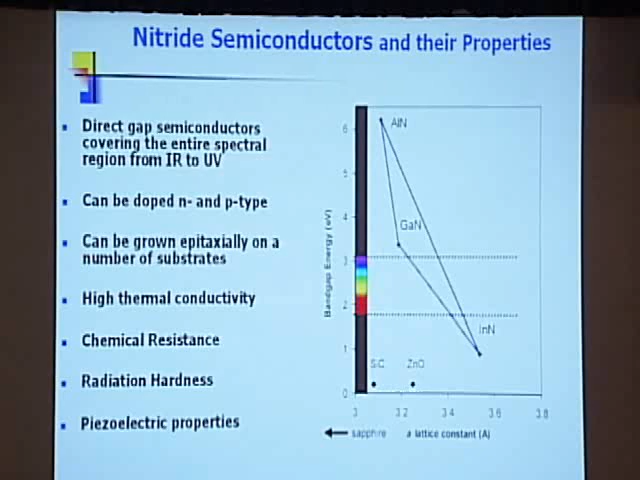 Nitride Semiconductors and their Properties
Direct gap semiconductors
covering the entire spectral
region from IR to UV
Can be doped n- and p-type
Can be grown epitaxially on a
number of substrates
High thermal conductivity
Chemical Resistance
Radiation Hardness
Piezoelectric properties
Bandgap Energy (eV)
6
5
4
3
2
1
0
AlN
GaN
InN
SiC
ZnO
3
3.2
3.4
3.6
3.8
sapphire
a lattice constant (A)